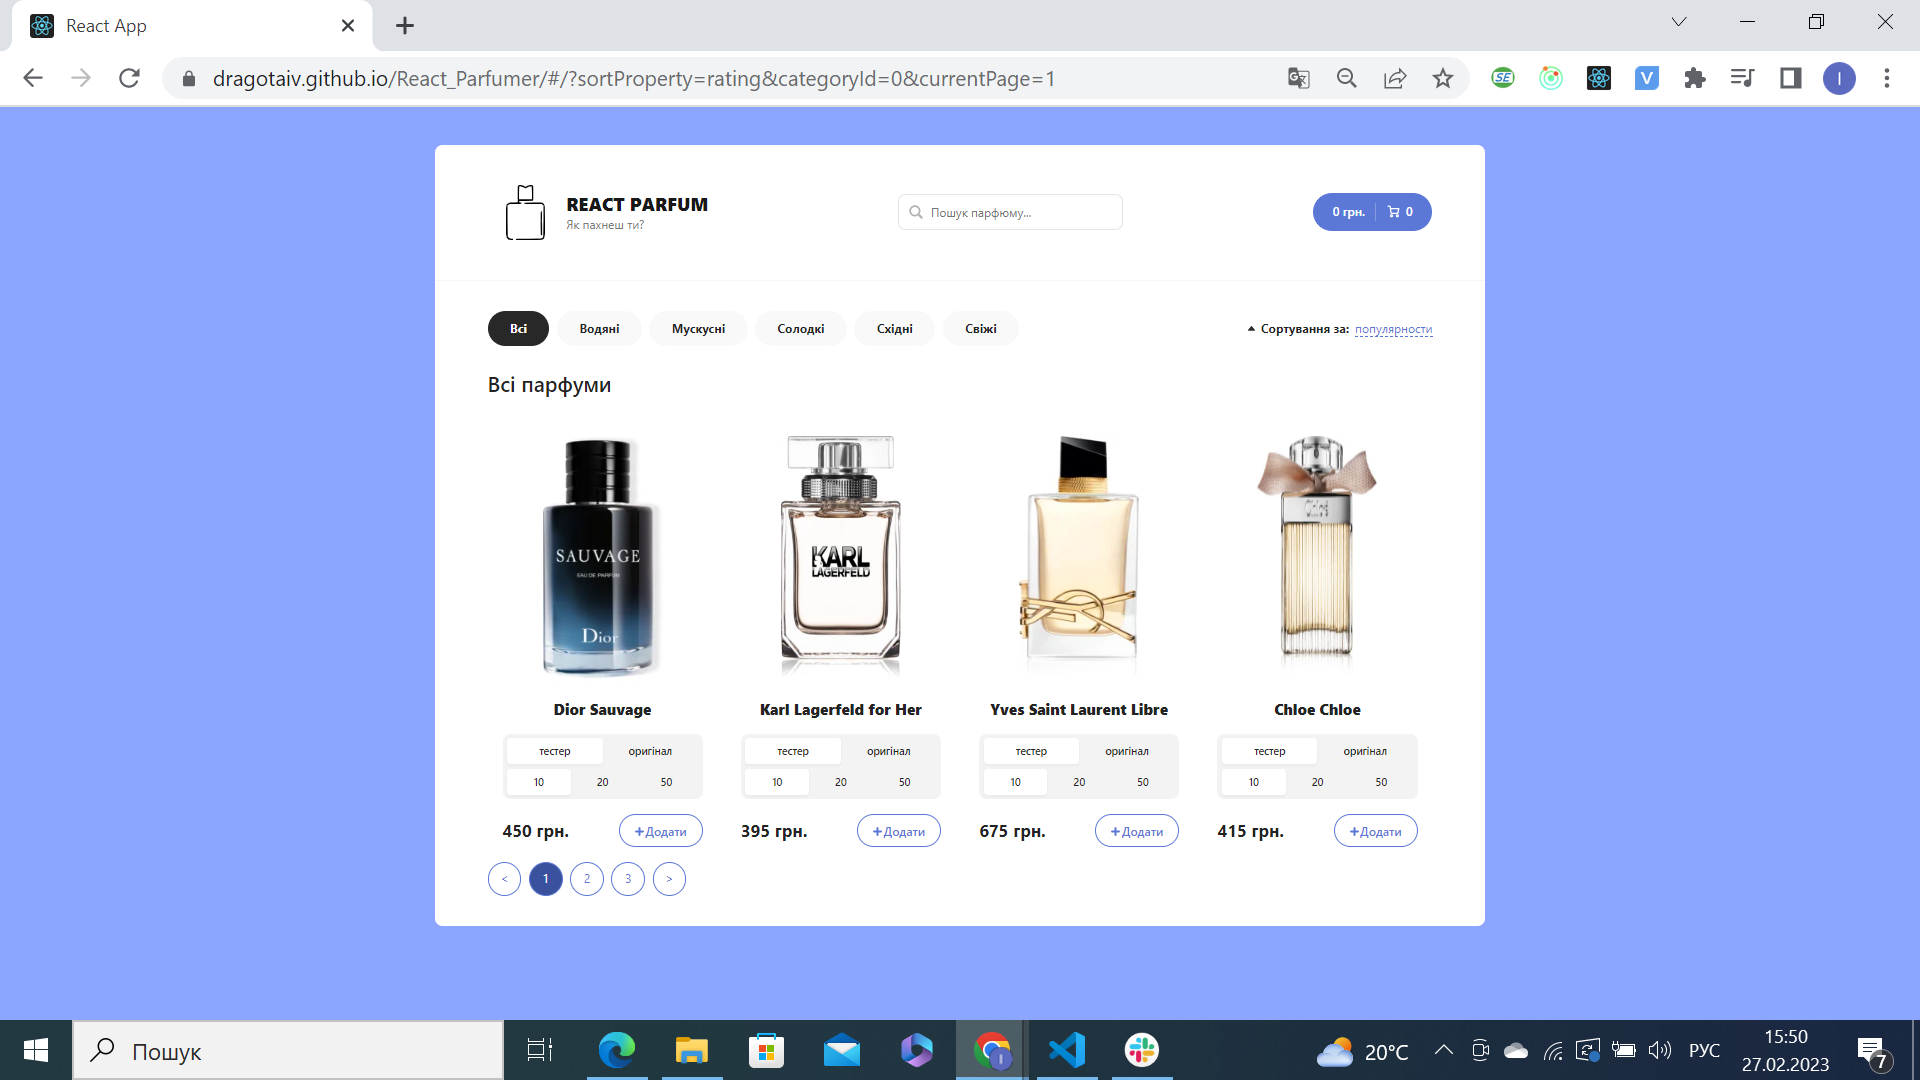 React App
dragotaiv.github.io/React_Parfumer/#/?sortProperty=rating&categoryId=0&currentPage=1
SE
V
I
REACT PARFUM
Як пахнеш ти?
Пошук парфюму...
0 грн.
0
Всі
Водяні
Мускусні
Солодкі
Східні
Свіжі
Сортування за: популярности
Всі парфуми
SAUVAGE
EAU DE PARFUM
Dior
KARL
LAGERFELD
Chloé
Dior Sauvage
Karl Lagerfeld for Her
Yves Saint Laurent Libre
Chloe Chloe
тестер оригінал
10 20 50
тестер оригінал
10 20 50
тестер оригінал
10 20 50
тестер оригінал
10 20 50
450 грн. +Додати
395 грн. +Додати
675 грн. +Додати
415 грн. +Додати
< 1 2 3 >
Пошук
I
20°C
РУС
15:50
27.02.2023
7